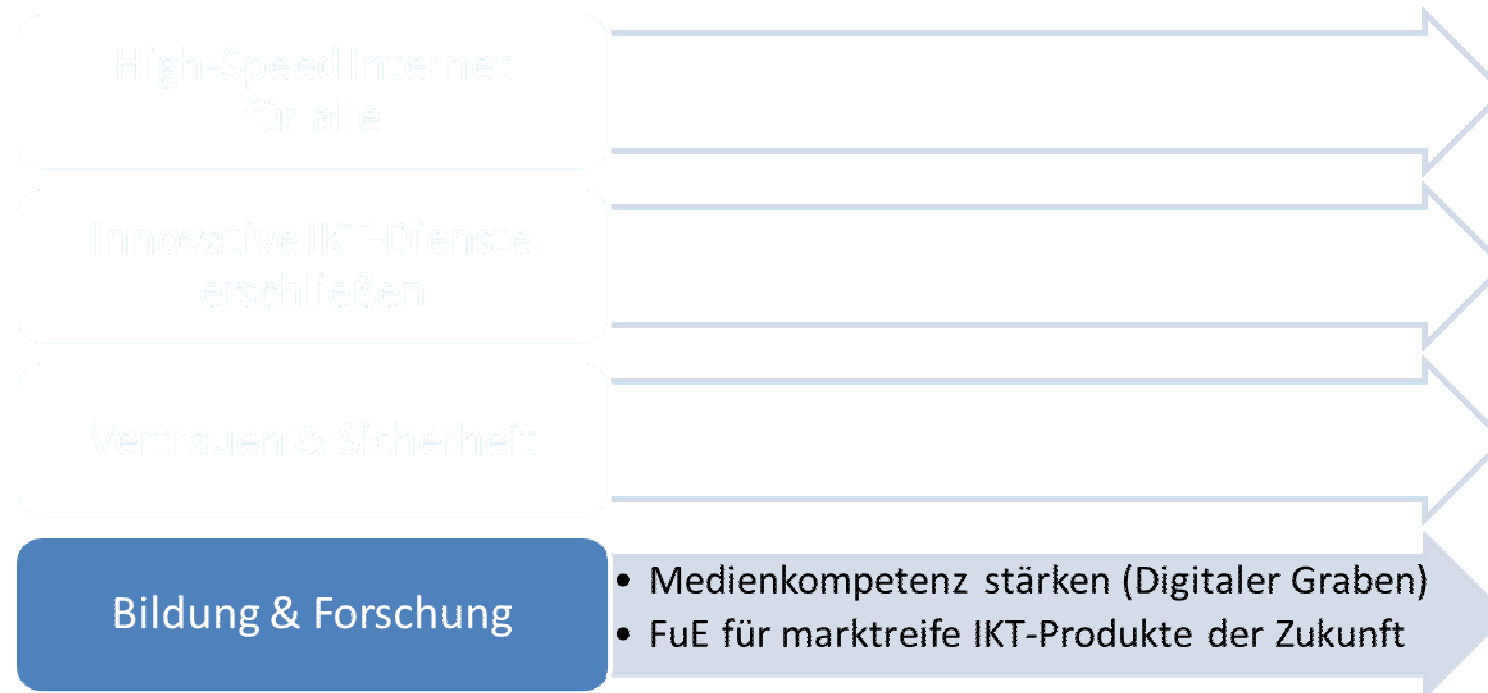 High-Speed Internet
für alle
Innovative IKT-Dienste
erschließen
Vertrauen & Sicherheit
Bildung & Forschung
• Medienkompetenz stärken (Digitaler Graben)
• FuE für marktreife IKT-Produkte der Zukunft